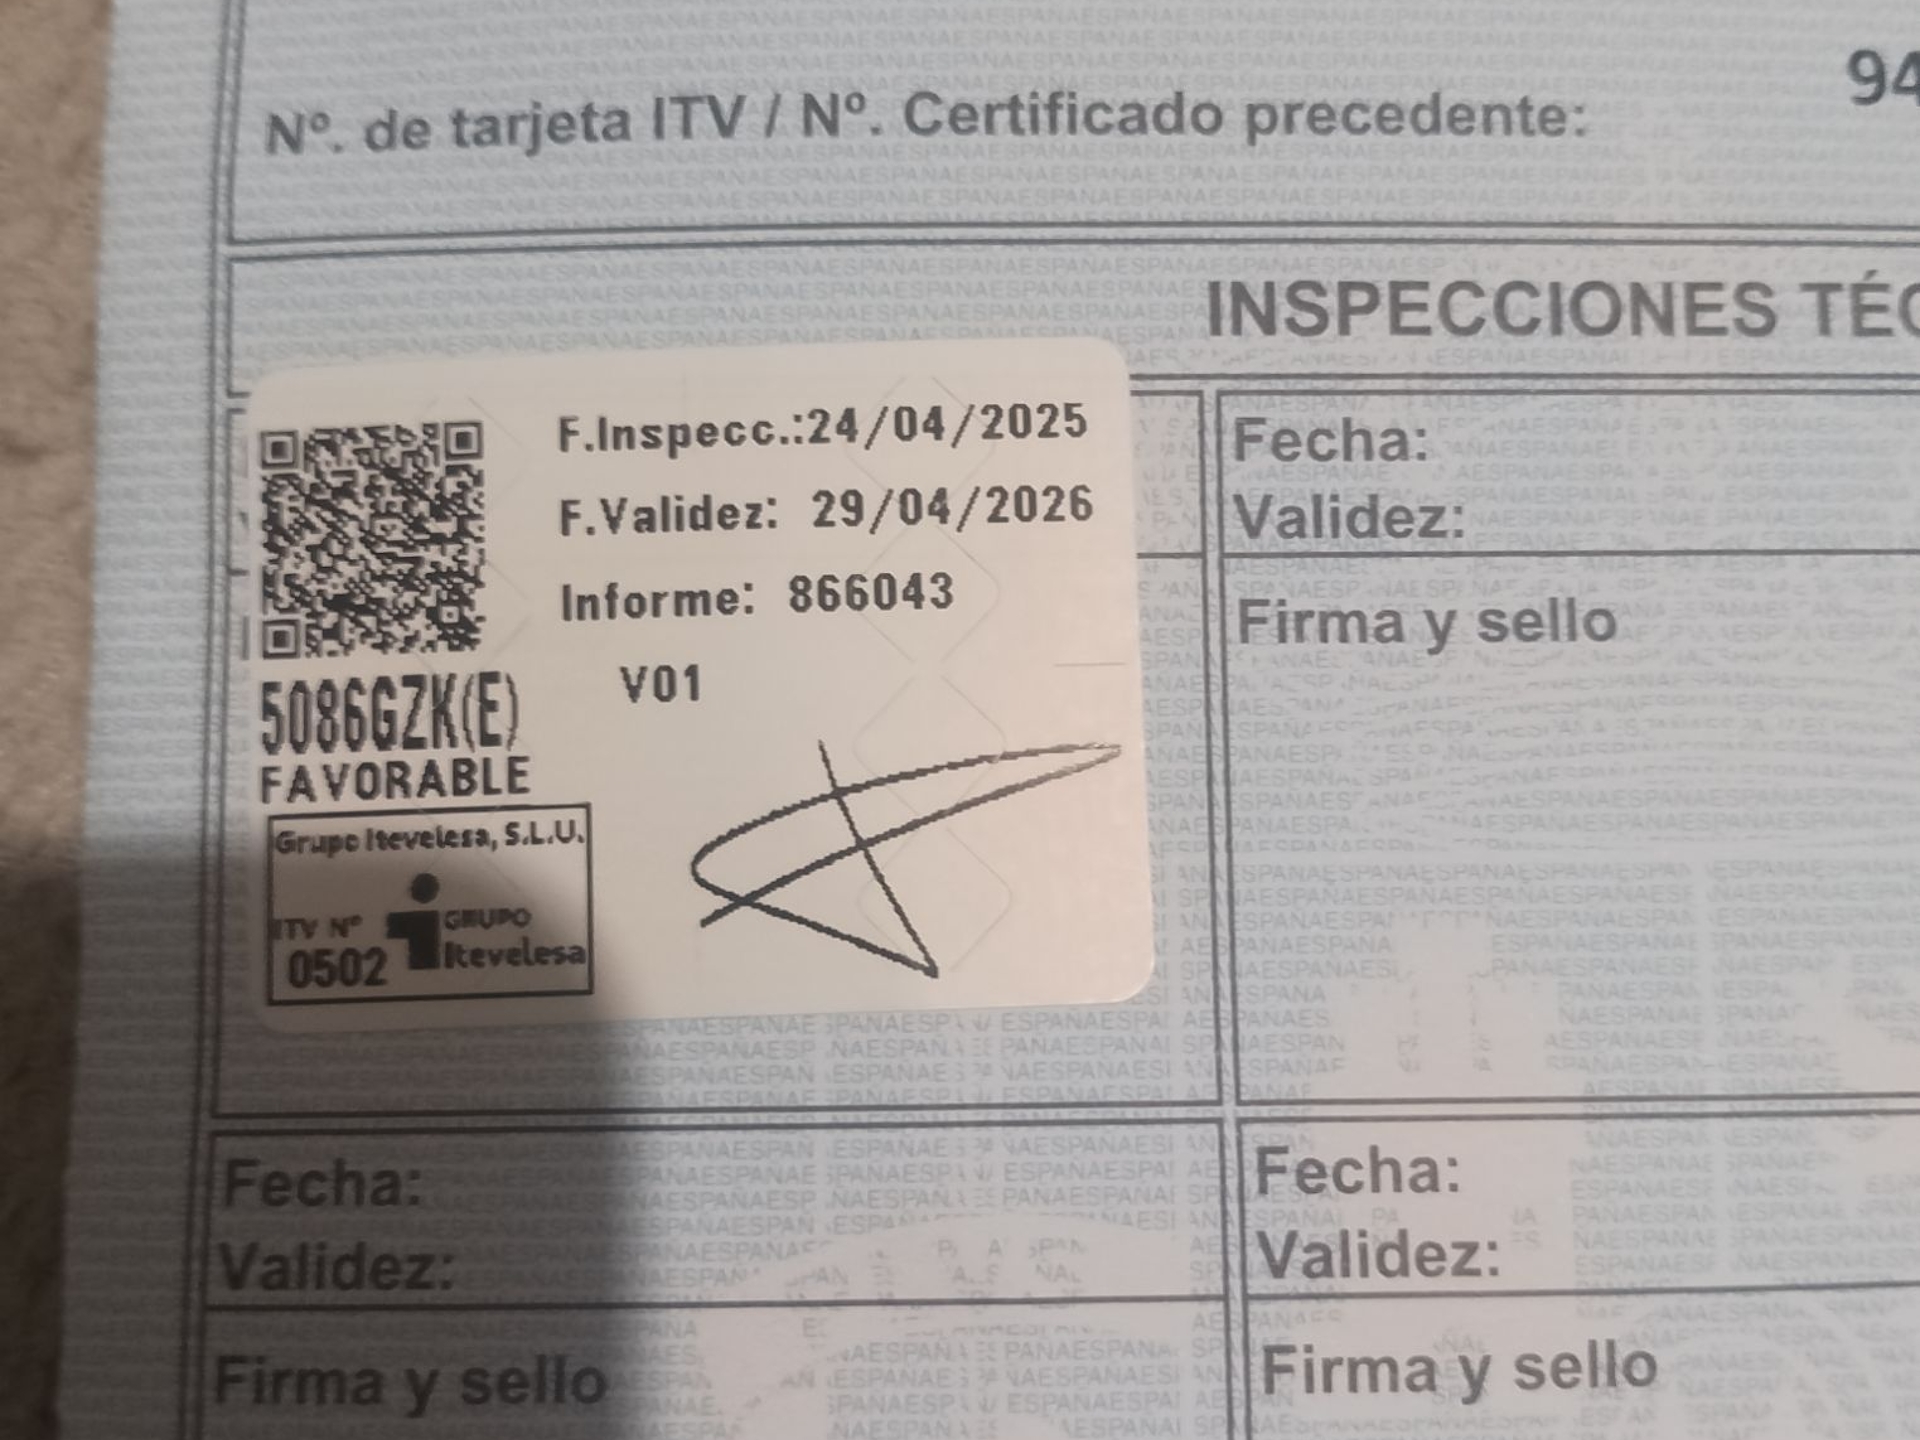 Nº. de tarjeta ITV / Nº. Certificado precedente:
94
INSPECCIONES TÉC
F.Inspecc.:24/04/2025
F.Validez: 29/04/2026
Informe: 866043
V01
5086GZK(E)
FAVORABLE
Grupo Itevelesa, S.L.U.
ITV Nº
0502
GRUPO
Itevelesa
Fecha:
Validez:
Firma y sello
Fecha:
Validez:
Firma y sello
Fecha:
Validez:
Firma y sello